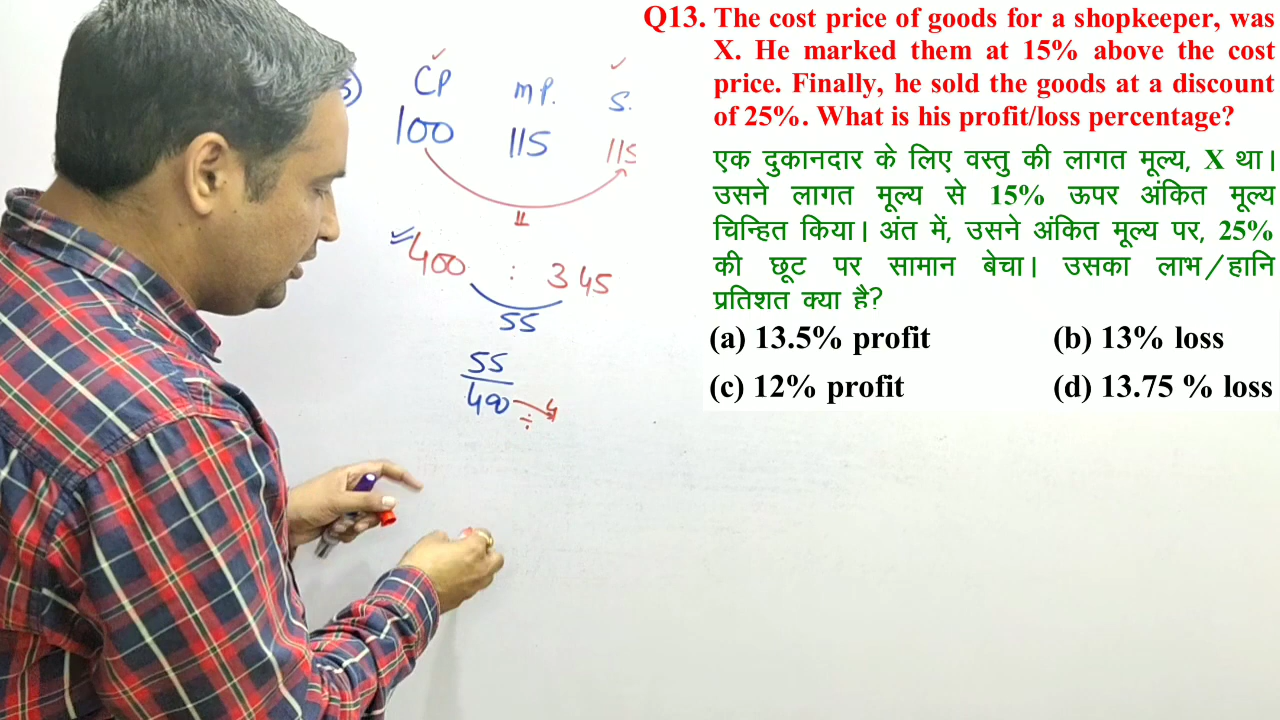 Q13. The cost price of goods for a shopkeeper, was
X. He marked them at 15% above the cost
price. Finally, he sold the goods at a discount
of 25%. What is his profit/loss percentage?
एक दुकानदार के लिए वस्तु की लागत मूल्य, X था।
उसने लागत मूल्य से 15% ऊपर अंकित मूल्य
चिन्हित किया। अंत में, उसने अंकित मूल्य पर, 25%
की छूट पर सामान बेचा। उसका लाभ/हानि
प्रतिशत क्या है?
(a) 13.5% profit (b) 13% loss
(c) 12% profit (d) 13.75 % loss
3) CP MP. S.
100 115 115
400 : 345
55
55
400 ÷ 4